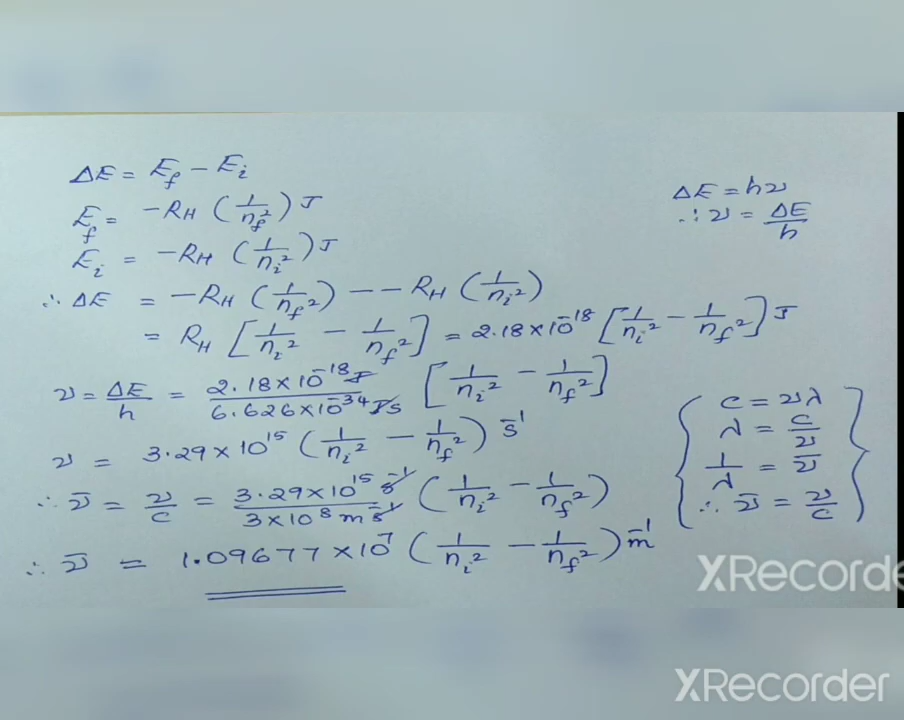 ΔE = E_f − E_i
E_f = −R_H (1/n_f²) J
E_i = −R_H (1/n_i²) J
∴ ΔE = −R_H (1/n_f²) − −R_H (1/n_i²)
= R_H [1/n_i² − 1/n_f²] = 2.18×10⁻¹⁸ [1/n_i² − 1/n_f²] J
ν = ΔE/h = 2.18×10⁻¹⁸ J / 6.626×10⁻³⁴ Js [1/n_i² − 1/n_f²]
ν = 3.29×10¹⁵ (1/n_i² − 1/n_f²) s⁻¹
∴ ν̄ = ν/c = 3.29×10¹⁵ s⁻¹ / 3×10⁸ m s⁻¹ (1/n_i² − 1/n_f²)
∴ ν̄ = 1.09677×10⁷ (1/n_i² − 1/n_f²) m⁻¹
ΔE = hν
∴ ν = ΔE/h
c = νλ
λ = c/ν
1/λ = ν̄
∴ ν̄ = ν/c
XRecorde
XRecorder